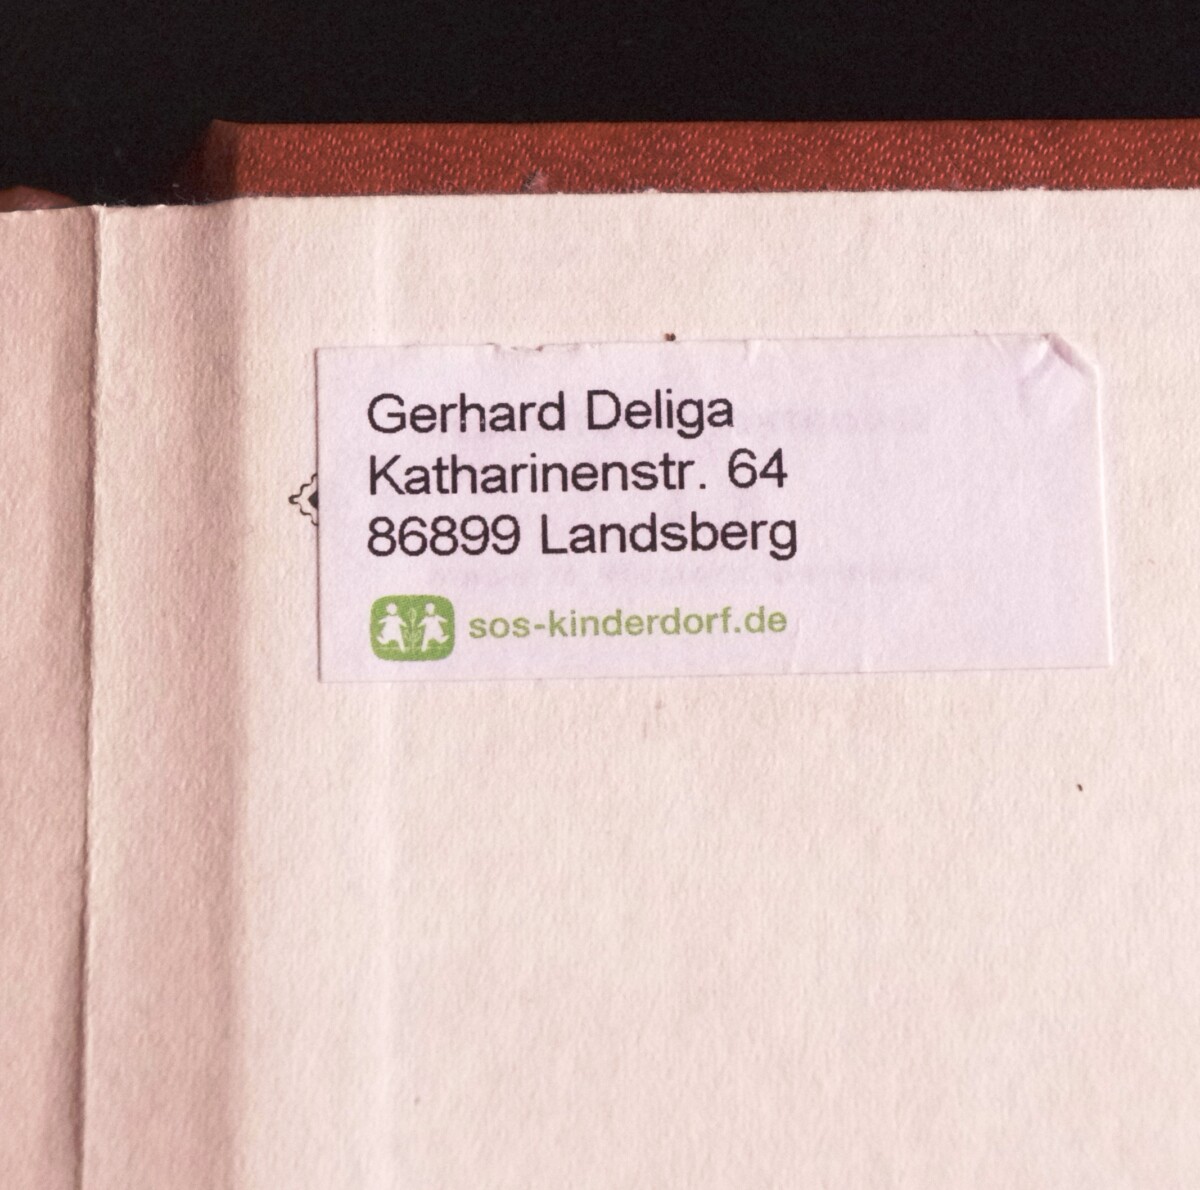 Gerhard Deliga
Katharinenstr. 64
86899 Landsberg
sos-kinderdorf.de